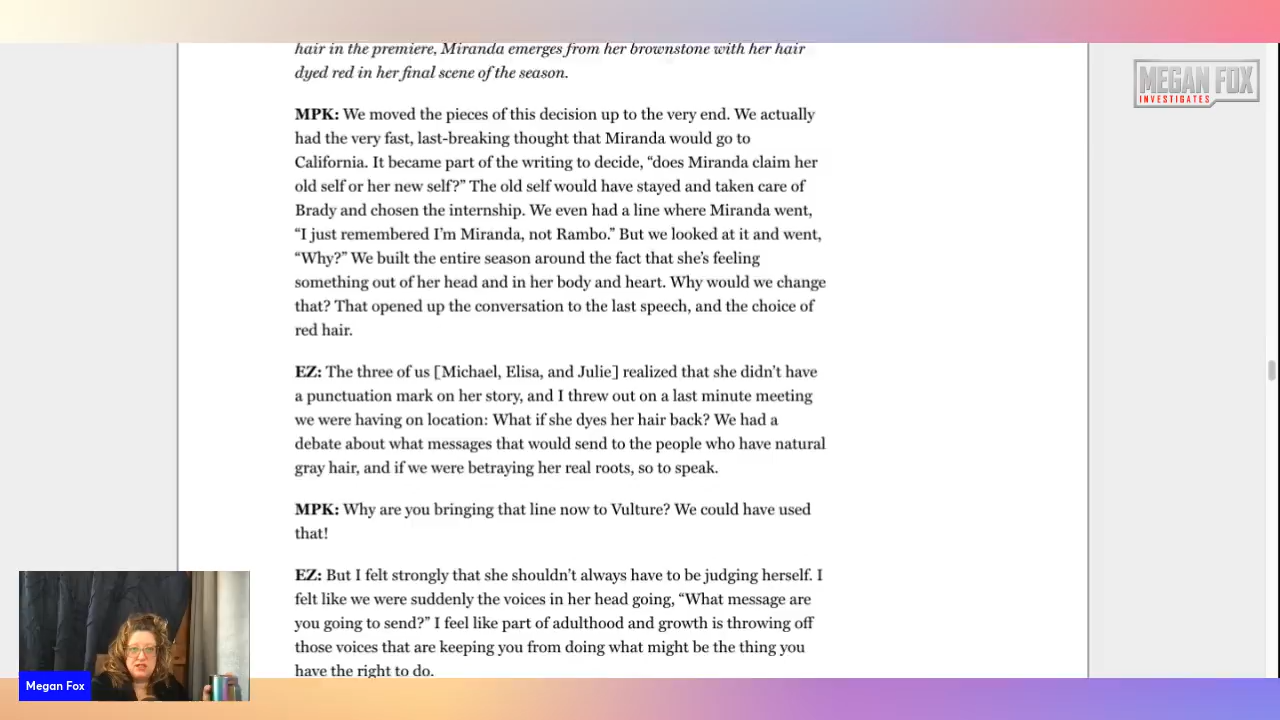 hair in the premiere, Miranda emerges from her brownstone with her hair
dyed red in her final scene of the season.
MEGAN FOX
INVESTIGATES
MPK: We moved the pieces of this decision up to the very end. We actually
had the very fast, last-breaking thought that Miranda would go to
California. It became part of the writing to decide, “does Miranda claim her
old self or her new self?” The old self would have stayed and taken care of
Brady and chosen the internship. We even had a line where Miranda went,
“I just remembered I’m Miranda, not Rambo.” But we looked at it and went,
“Why?” We built the entire season around the fact that she’s feeling
something out of her head and in her body and heart. Why would we change
that? That opened up the conversation to the last speech, and the choice of
red hair.
EZ: The three of us [Michael, Elisa, and Julie] realized that she didn’t have
a punctuation mark on her story, and I threw out on a last minute meeting
we were having on location: What if she dyes her hair back? We had a
debate about what messages that would send to the people who have natural
gray hair, and if we were betraying her real roots, so to speak.
MPK: Why are you bringing that line now to Vulture? We could have used
that!
EZ: But I felt strongly that she shouldn’t always have to be judging herself. I
felt like we were suddenly the voices in her head going, “What message are
you going to send?” I feel like part of adulthood and growth is throwing off
those voices that are keeping you from doing what might be the thing you
have the right to do.
Megan Fox